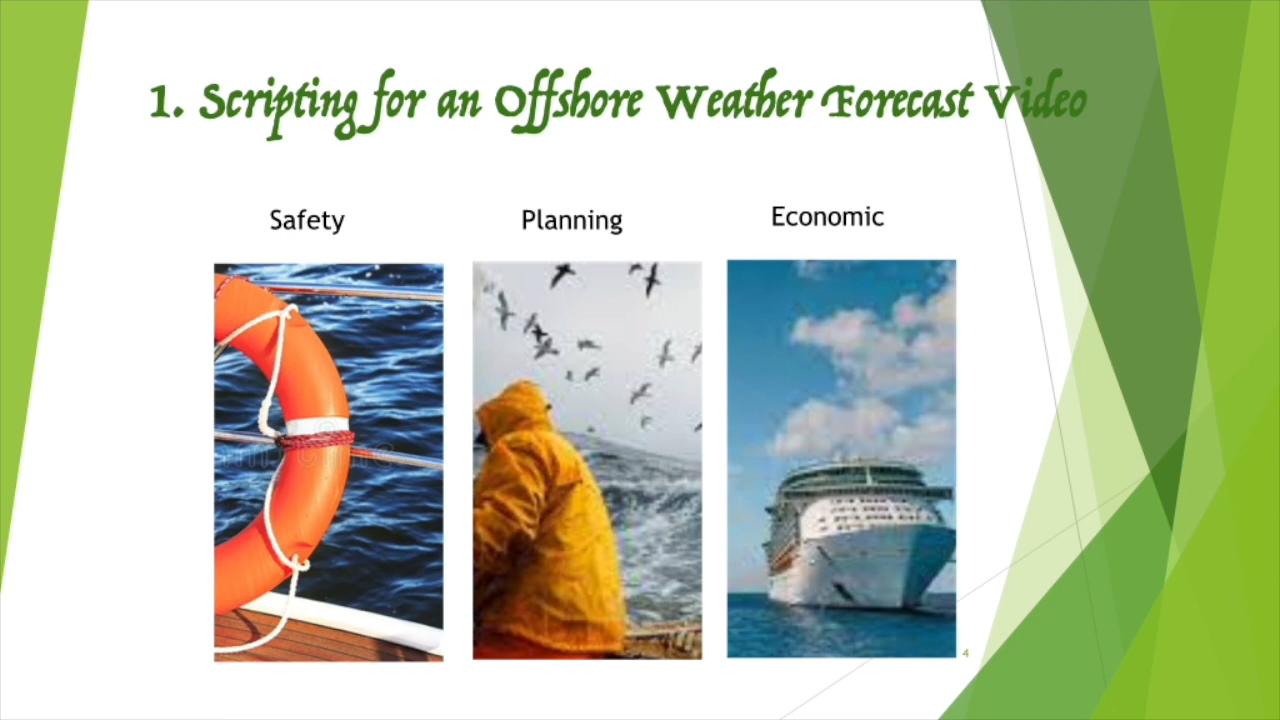 1. Scripting for an Offshore Weather Forecast Video
Safety
Planning
Economic
4